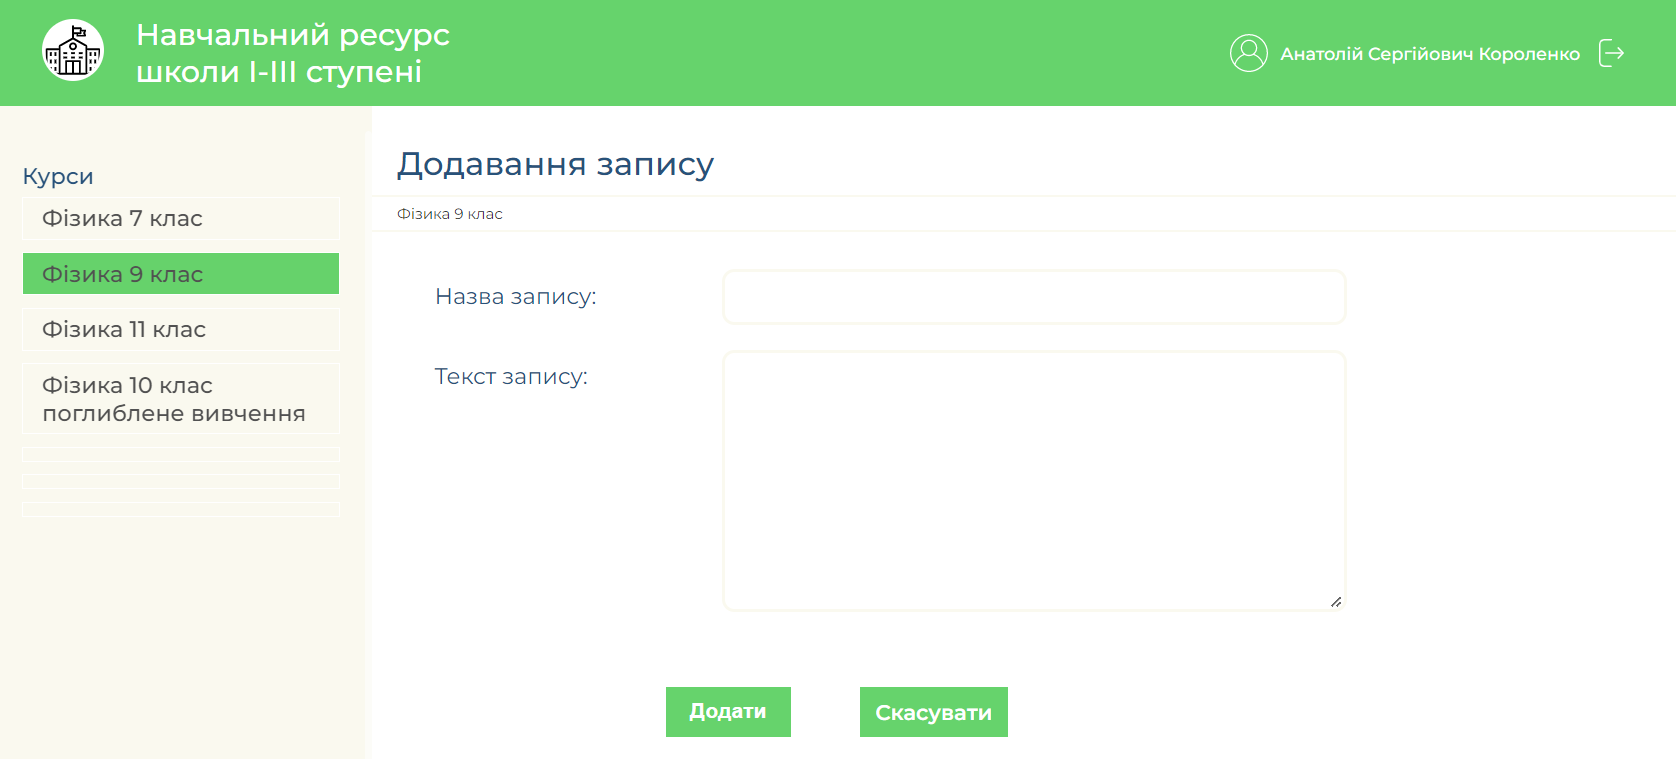 Навчальний ресурс
школи І-ІІІ ступені
Анатолій Сергійович Короленко
Курси
Фізика 7 клас
Фізика 9 клас
Фізика 11 клас
Фізика 10 клас
поглиблене вивчення
Додавання запису
Фізика 9 клас
Назва запису:
Текст запису:
Додати
Скасувати